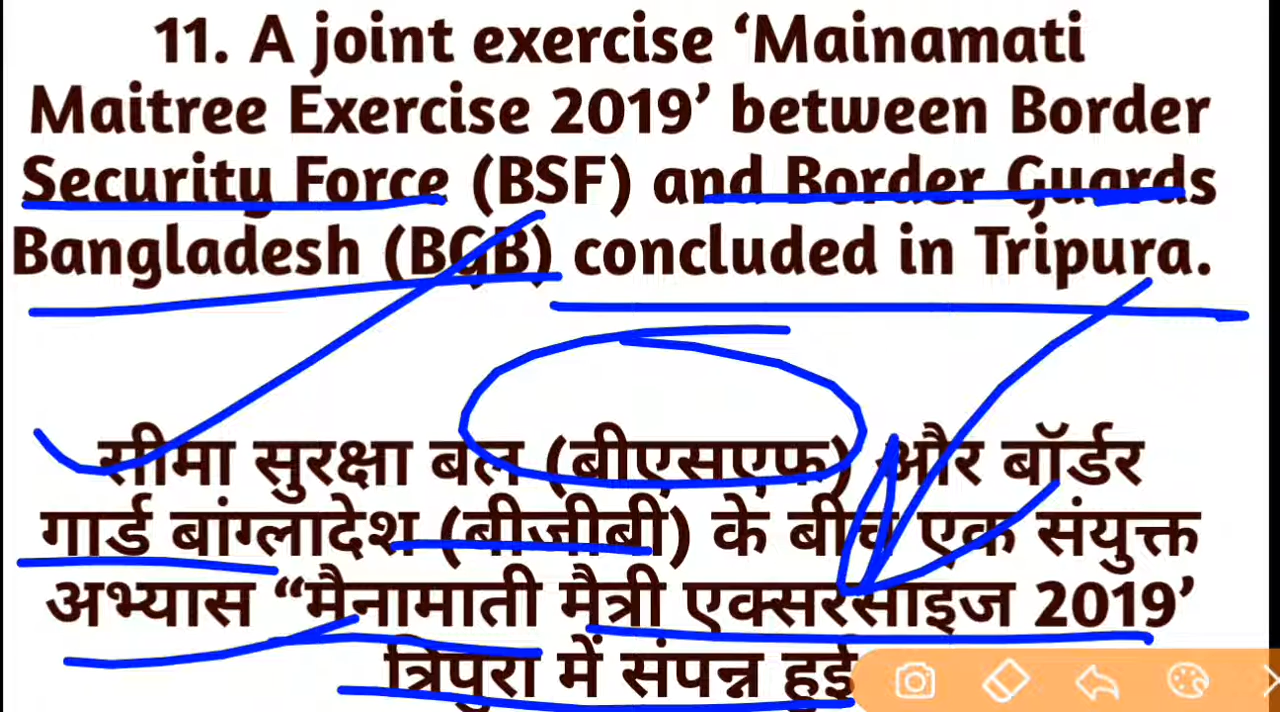 11. A joint exercise ‘Mainamati
Maitree Exercise 2019’ between Border
Security Force (BSF) and Border Guards
Bangladesh (BGB) concluded in Tripura.
सीमा सुरक्षा बल (बीएसएफ) और बॉर्डर
गार्ड बांग्लादेश (बीजीबी) के बीच एक संयुक्त
अभ्यास “मैनामाती मैत्री एक्सरसाइज 2019’
त्रिपुरा में संपन्न हुई